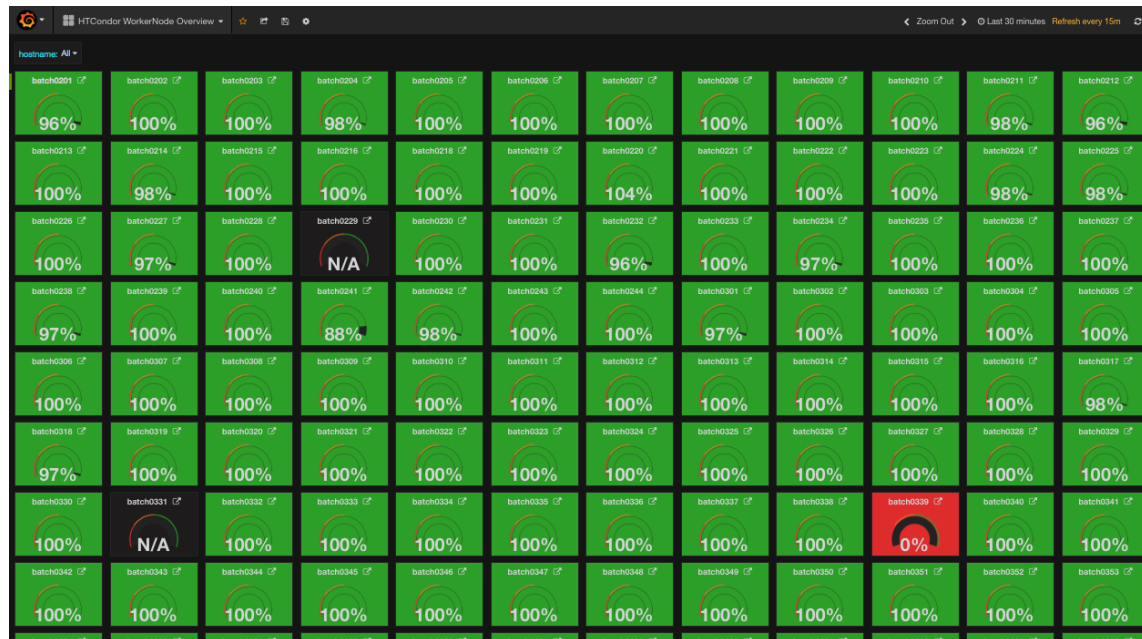 HTCondor WorkerNode Overview
Zoom Out Last 30 minutes Refresh every 15m
hostname: All
batch0201 batch0202 batch0203 batch0204 batch0205 batch0206 batch0207 batch0208 batch0209 batch0210 batch0211 batch0212
96% 100% 100% 98% 100% 100% 100% 100% 100% 100% 98% 96%
batch0213 batch0214 batch0215 batch0216 batch0218 batch0219 batch0220 batch0221 batch0222 batch0223 batch0224 batch0225
100% 98% 100% 100% 100% 100% 104% 100% 100% 100% 98% 98%
batch0226 batch0227 batch0228 batch0229 batch0230 batch0231 batch0232 batch0233 batch0234 batch0235 batch0236 batch0237
100% 97% 100% N/A 100% 100% 96% 100% 97% 100% 100% 100%
batch0238 batch0239 batch0240 batch0241 batch0242 batch0243 batch0244 batch0301 batch0302 batch0303 batch0304 batch0305
97% 100% 100% 88% 98% 100% 100% 97% 100% 100% 100% 100%
batch0306 batch0307 batch0308 batch0309 batch0310 batch0311 batch0312 batch0313 batch0314 batch0315 batch0316 batch0317
100% 100% 100% 100% 100% 100% 100% 100% 100% 100% 100% 98%
batch0318 batch0319 batch0320 batch0321 batch0322 batch0323 batch0324 batch0325 batch0326 batch0327 batch0328 batch0329
97% 100% 100% 100% 100% 100% 100% 100% 100% 100% 100% 100%
batch0330 batch0331 batch0332 batch0333 batch0334 batch0335 batch0336 batch0337 batch0338 batch0339 batch0340 batch0341
100% N/A 100% 100% 100% 100% 100% 100% 100% 0% 100% 100%
batch0342 batch0343 batch0344 batch0345 batch0346 batch0347 batch0348 batch0349 batch0350 batch0351 batch0352 batch0353
100% 100% 100% 100% 100% 100% 100% 100% 100% 100% 100% 100%